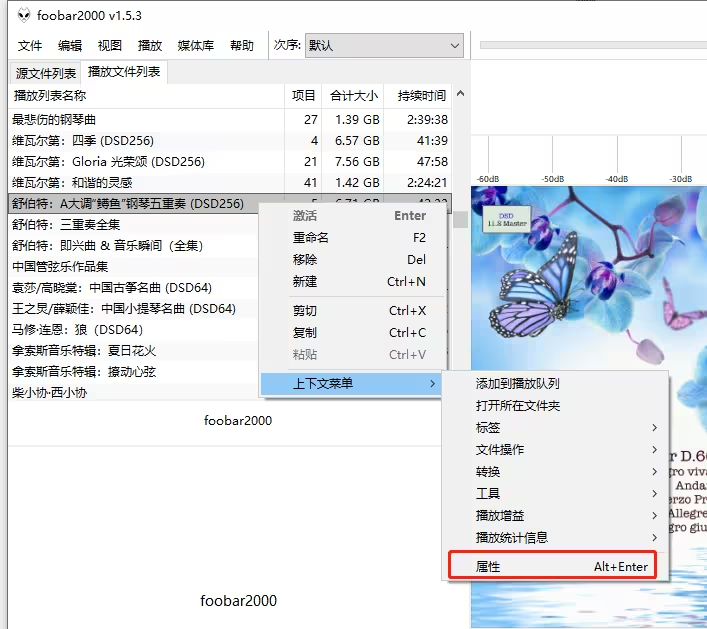 foobar2000 v1.5.3
文件 编辑 视图 播放 媒体库 帮助 次序: 默认
源文件列表 播放文件列表
播放列表名称 项目 合计大小 持续时间
最悲伤的钢琴曲 27 1.39 GB 2:39:38
维瓦尔第：四季 (DSD256) 4 6.57 GB 41:39
维瓦尔第：Gloria 光荣颂 (DSD256) 21 7.56 GB 47:58
维瓦尔第：和谐的灵感 41 1.42 GB 2:24:21
舒伯特：A大调“鳟鱼”钢琴五重奏 (DSD256)
舒伯特：三重奏全集
舒伯特：即兴曲 & 音乐瞬间（全集）
中国管弦乐作品集
袁莎/高晓棠：中国古筝名曲 (DSD64)
王之炅/薛颖佳：中国小提琴名曲 (DSD64)
马修·连恩：狼（DSD64）
拿索斯音乐特辑：夏日花火
拿索斯音乐特辑：撩动心弦
柴小协·西小协
foobar2000
foobar2000
激活 Enter
重命名 F2
移除 Del
新建 Ctrl+N
剪切 Ctrl+X
复制 Ctrl+C
粘贴 Ctrl+V
上下文菜单
添加到播放队列
打开所在文件夹
标签
文件操作
转换
工具
播放增益
播放统计信息
属性 Alt+Enter
-60dB -50dB -40dB -30dB
DSD
11.8 Master
r D.6
gro viv
Anda
erzo Pr
Allegre
gro giu